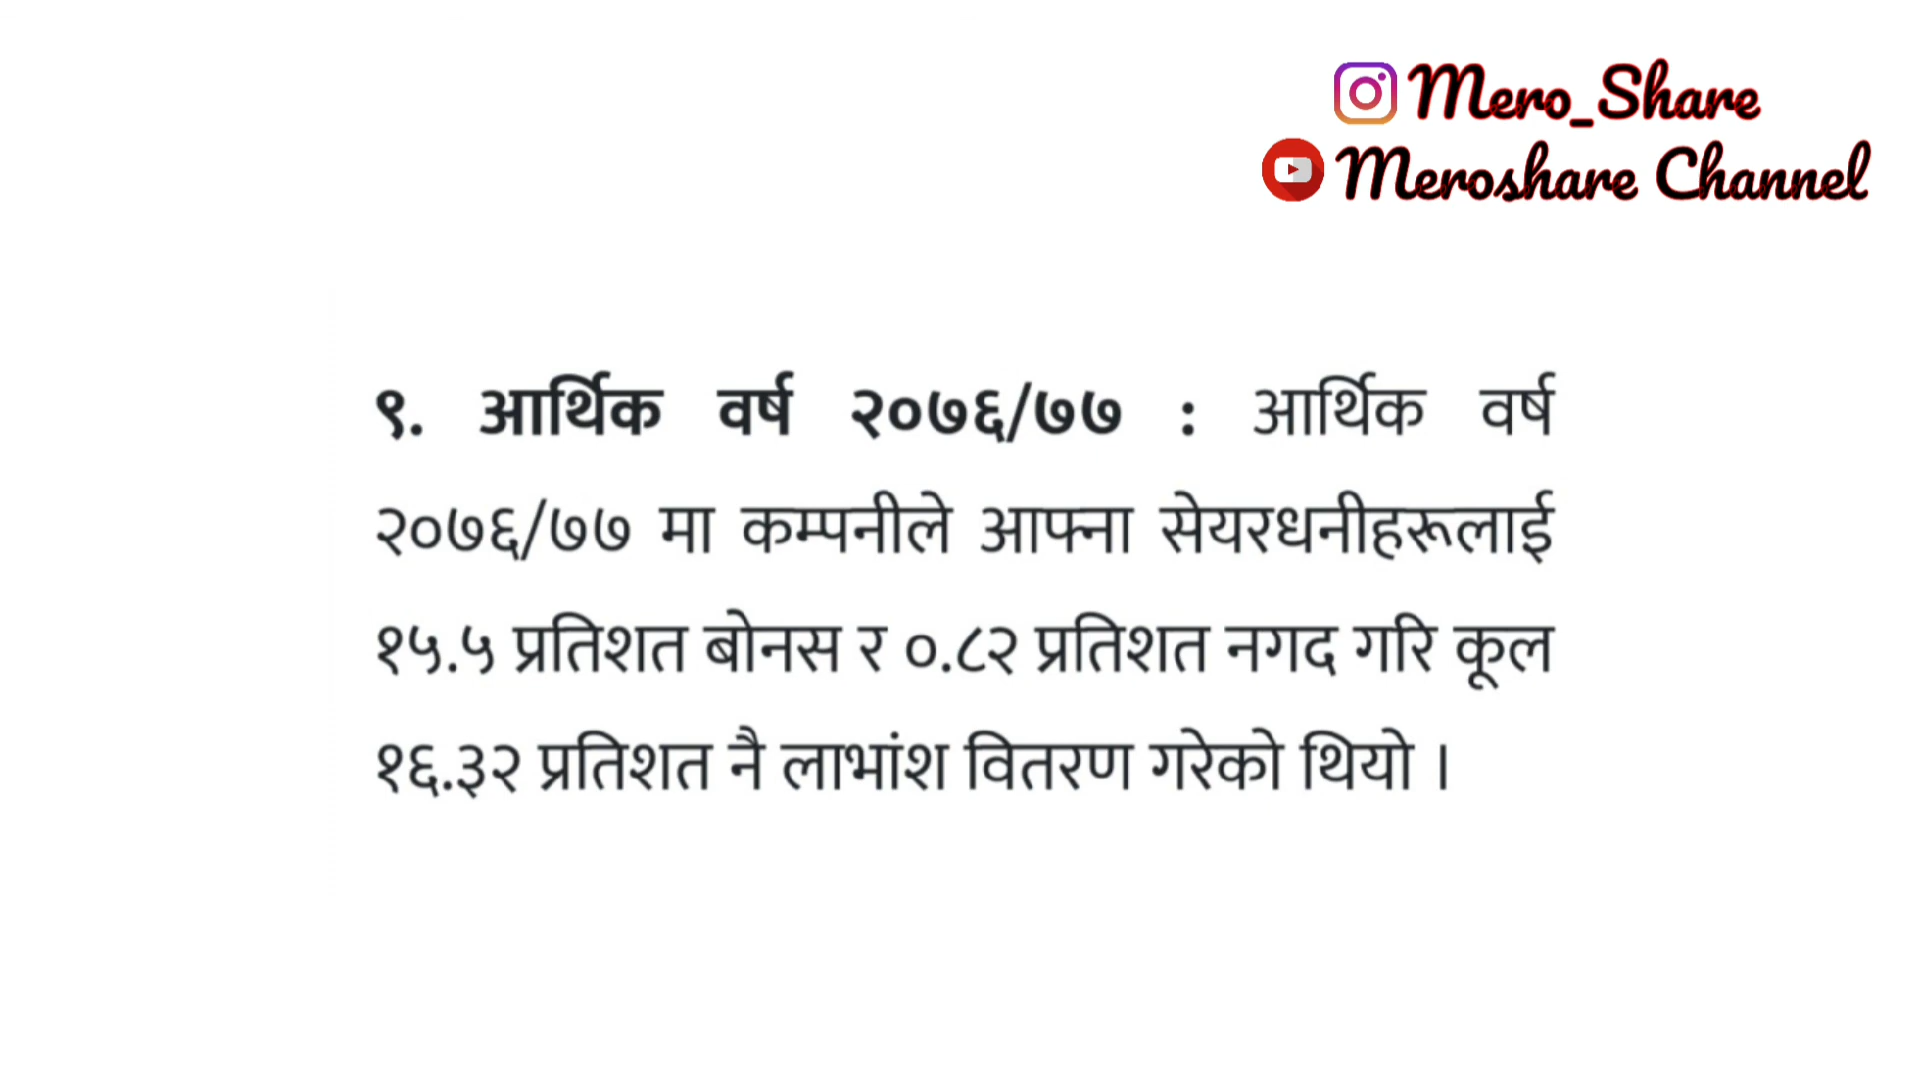 Mero_Share
Meroshare Channel
९. आर्थिक वर्ष २०७६/७७ : आर्थिक वर्ष
२०७६/७७ मा कम्पनीले आफ्ना सेयरधनीहरूलाई
१५.५ प्रतिशत बोनस र ०.८२ प्रतिशत नगद गरि कूल
१६.३२ प्रतिशत नै लाभांश वितरण गरेको थियो ।